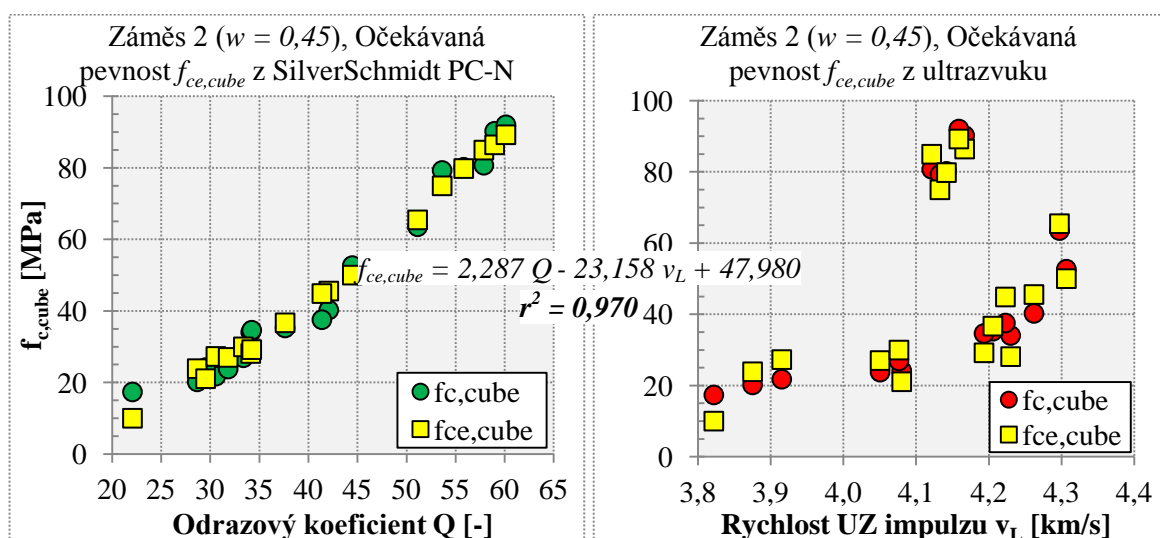 Záměs 2 (w = 0,45), Očekávaná
pevnost fce,cube z SilverSchmidt PC-N
100
80
60
40
20
0
fc,cube [MPa]
20 25 30 35 40 45 50 55 60 65
Odrazový koeficient Q [-]
fc,cube
fce,cube
fce,cube = 2,287 Q - 23,158 vL + 47,980
r² = 0,970
Záměs 2 (w = 0,45), Očekávaná
pevnost fce,cube z ultrazvuku
100
80
60
40
20
0
3,8 3,9 4,0 4,1 4,2 4,3 4,4
Rychlost UZ impulzu vL [km/s]
fc,cube
fce,cube